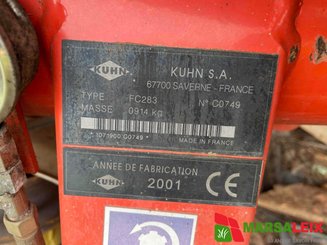 KUHN
KUHN S.A.
67700 SAVERNE - FRANCE
TYPE FC283 N° C0749
MASSE 0914 kg
MADE IN FRANCE
ANNEE DE FABRICATION
KUHN 2001 CE
MARSALEIX